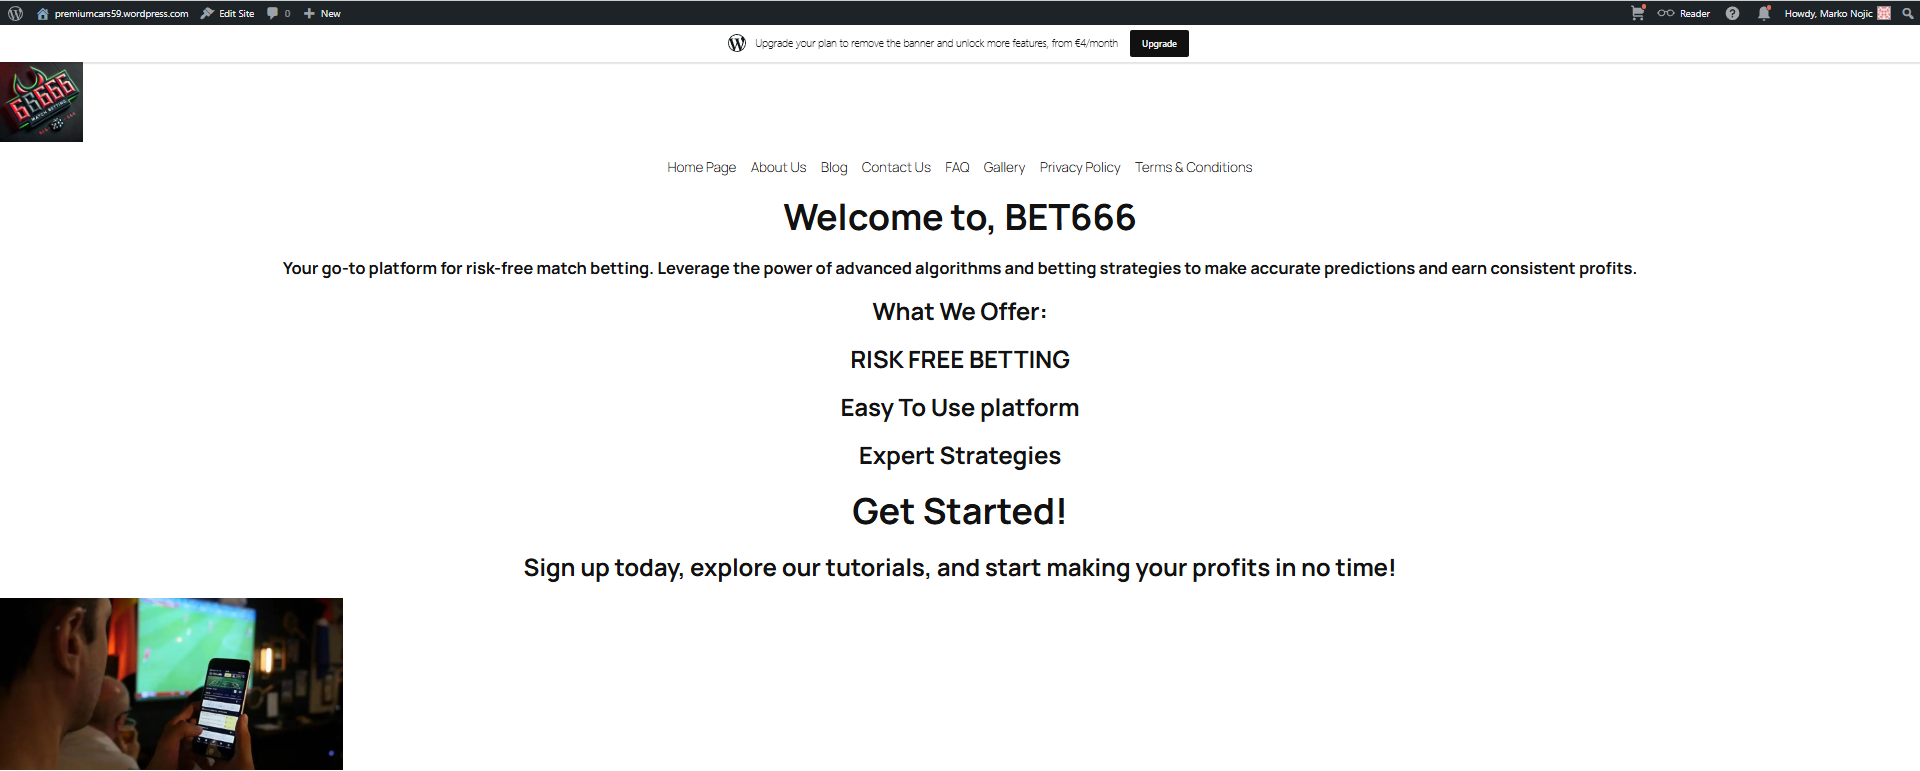 premiumcars59.wordpress.com Edit Site 0 New Reader Howdy, Marko Nojic
Upgrade your plan to remove the banner and unlock more features, from €4/month Upgrade
66666
MATCH BETTING
Home Page About Us Blog Contact Us FAQ Gallery Privacy Policy Terms & Conditions
Welcome to, BET666
Your go-to platform for risk-free match betting. Leverage the power of advanced algorithms and betting strategies to make accurate predictions and earn consistent profits.
What We Offer:
RISK FREE BETTING
Easy To Use platform
Expert Strategies
Get Started!
Sign up today, explore our tutorials, and start making your profits in no time!